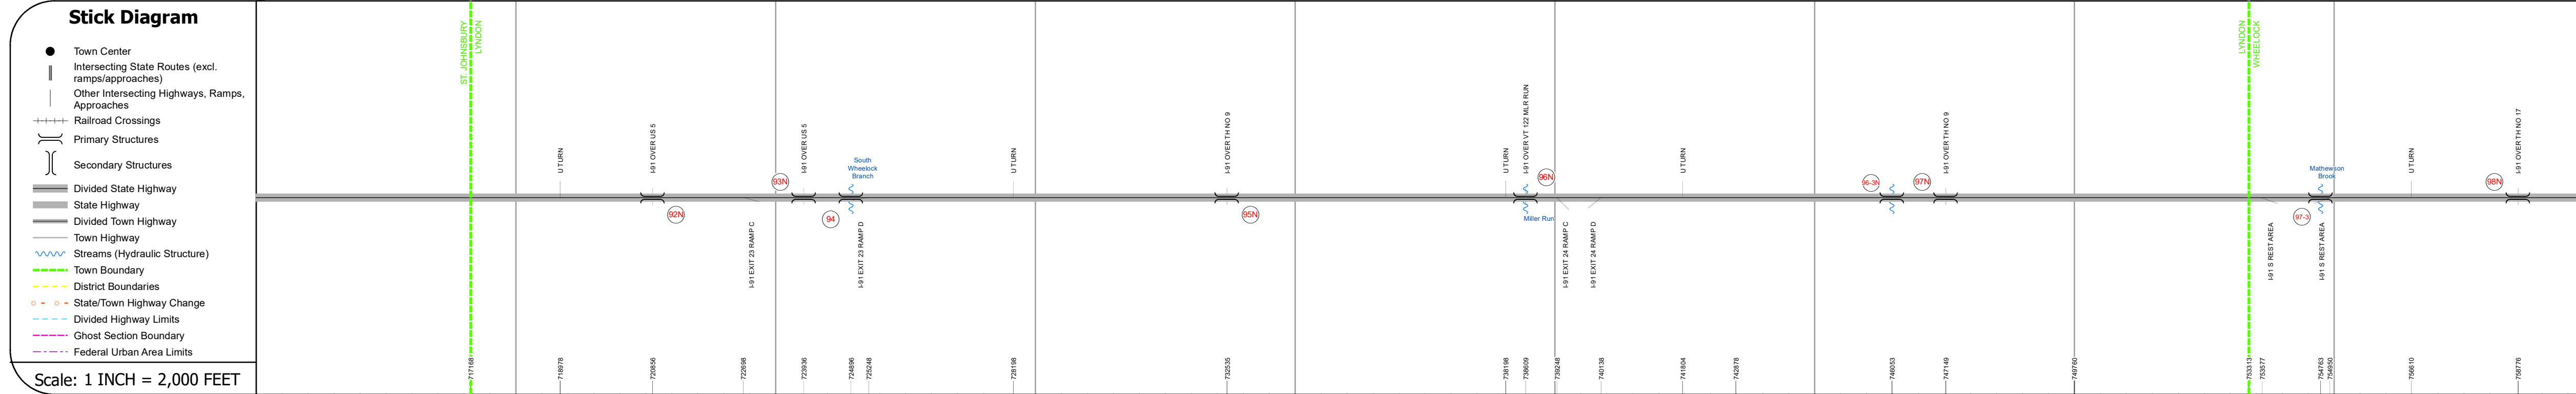 Stick Diagram
Town Center
Intersecting State Routes (excl.
ramps/approaches)
Other Intersecting Highways, Ramps,
Approaches
Railroad Crossings
Primary Structures
Secondary Structures
Divided State Highway
State Highway
Divided Town Highway
Town Highway
Streams (Hydraulic Structure)
Town Boundary
District Boundaries
State/Town Highway Change
Divided Highway Limits
Ghost Section Boundary
Federal Urban Area Limits
Scale: 1 INCH = 2,000 FEET
ST. JOHNSBURY
LYNDON
LYNDON
WHEELOCK
U TURN
I-91 OVER US 5
I-91 OVER US 5
South
Wheelock
Branch
U TURN
I-91 OVER TH NO 9
U TURN
I-91 OVER VT 122 MLR RUN
U TURN
I-91 OVER TH NO 9
Mathewson
Brook
U TURN
I-91 OVER TH NO 17
92N
93N
94
95N
96N
96-3N
97N
97-3
98N
Miller Run
I-91 EXIT 23 RAMP C
I-91 EXIT 23 RAMP D
I-91 EXIT 24 RAMP C
I-91 EXIT 24 RAMP D
I-91 S REST AREA
I-91 S REST AREA
717168
718978
720856
722698
723936
724896
725248
728198
732535
738198
738609
739248
740138
741804
742878
746053
747149
749760
753313
753577
754763
754950
756610
758776